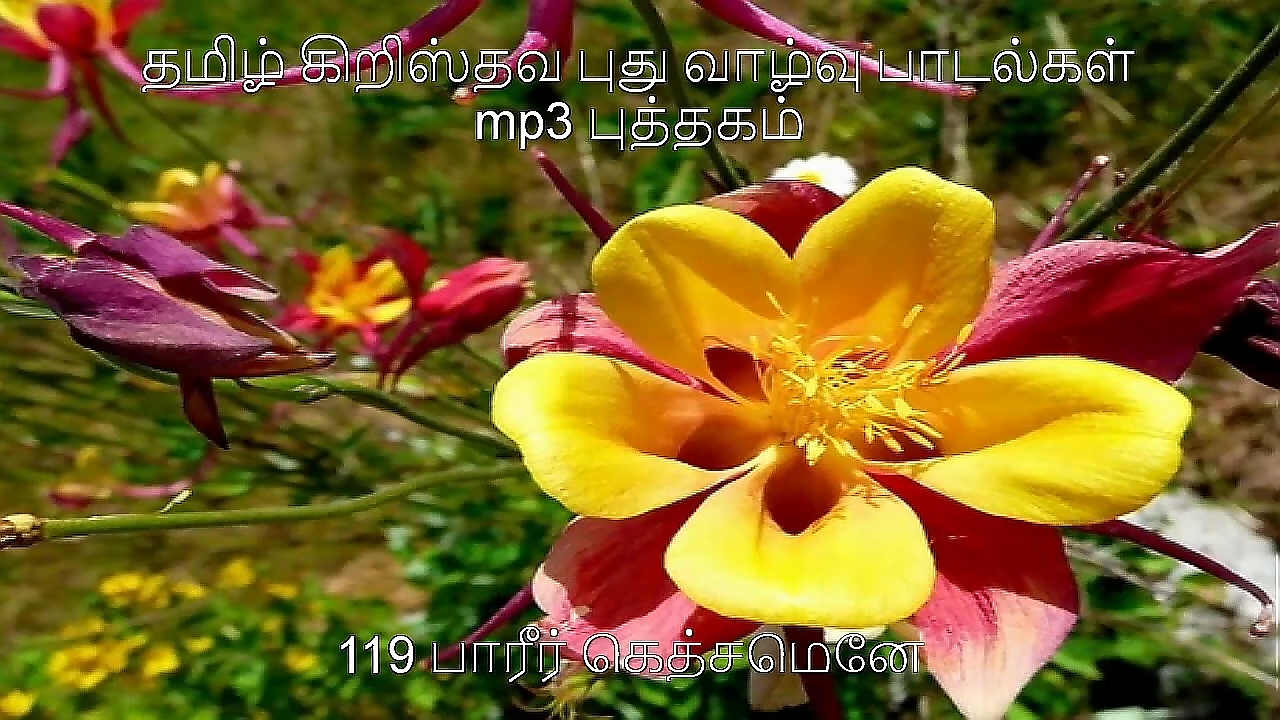 தமிழ் கிறிஸ்தவ புது வாழ்வு பாடல்கள்
mp3 புத்தகம்
119 பாரீர் கெத்சமெனே